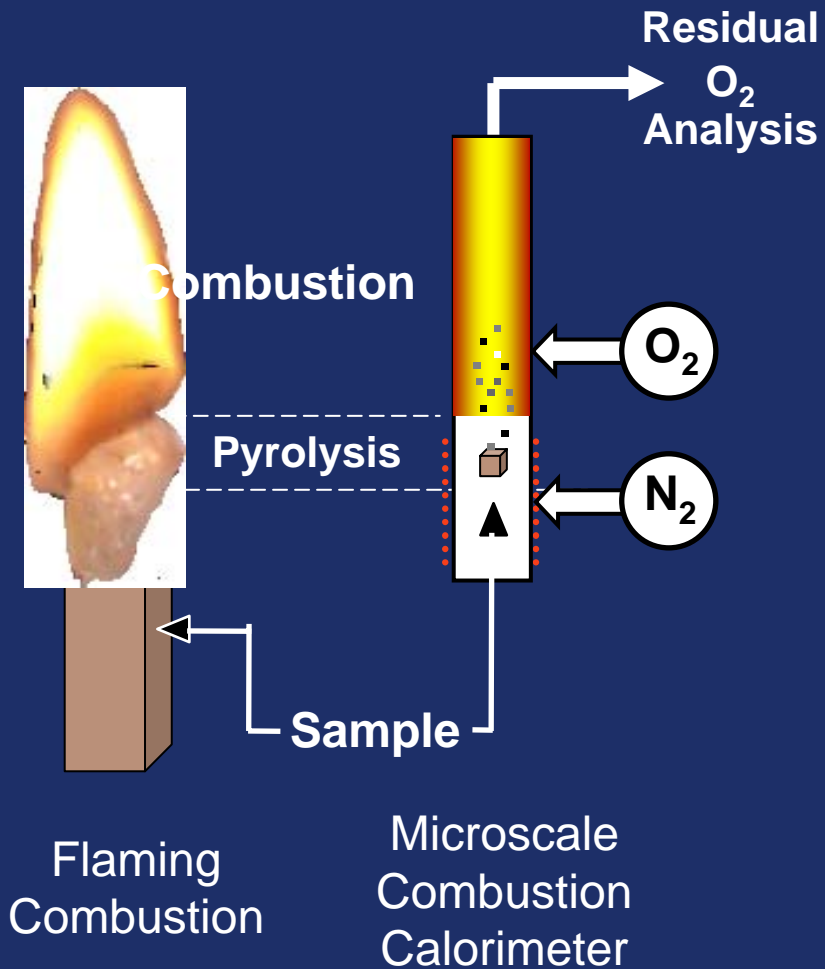 Residual
O₂
Analysis
Combustion
O₂
Pyrolysis
N₂
Sample
Flaming
Combustion
Microscale
Combustion
Calorimeter